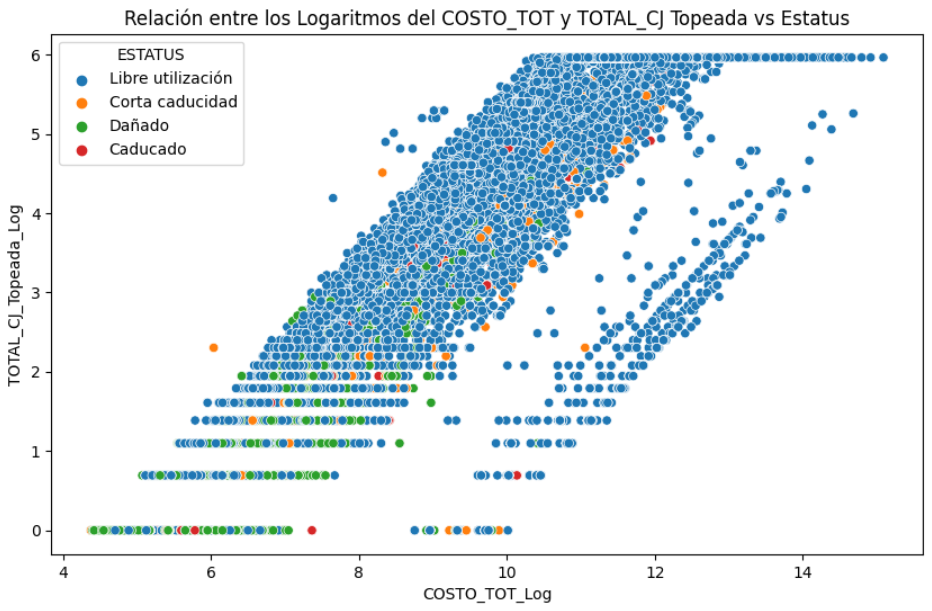 Relación entre los Logaritmos del COSTO_TOT y TOTAL_CJ Topeada vs Estatus
ESTATUS
Libre utilización
Corta caducidad
Dañado
Caducado
6
5
4
3
2
1
0
TOTAL_CJ_Topeada_Log
4 6 8 10 12 14
COSTO_TOT_Log